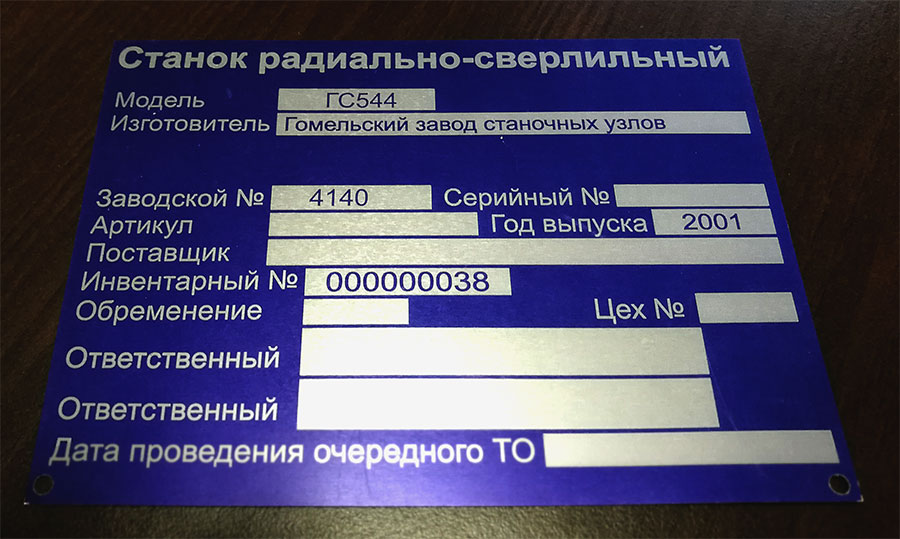 Станок радиально-сверлильный
Модель ГС544
Изготовитель Гомельский завод станочных узлов
Заводской № 4140 Серийный №
Артикул Год выпуска 2001
Поставщик
Инвентарный № 000000038
Обременение Цех №
Ответственный
Ответственный
Дата проведения очередного ТО